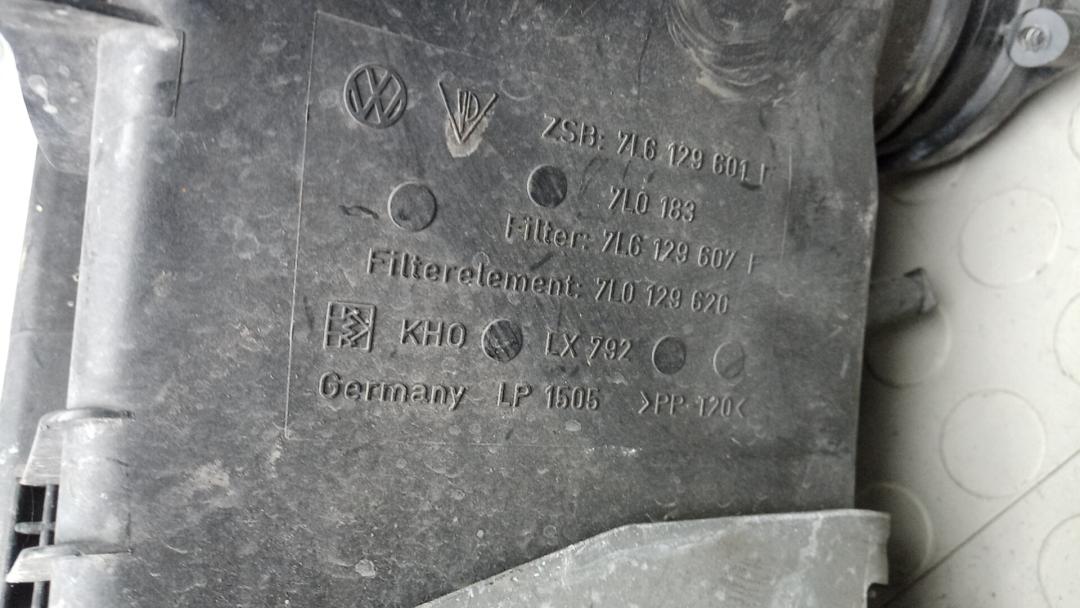 ZSB: 7L6 129 601 F
7L0 183
Filter: 7L6 129 607 F
Filterelement: 7L0 129 620
KHO LX 792
Germany LP 1505 >PP-T20<